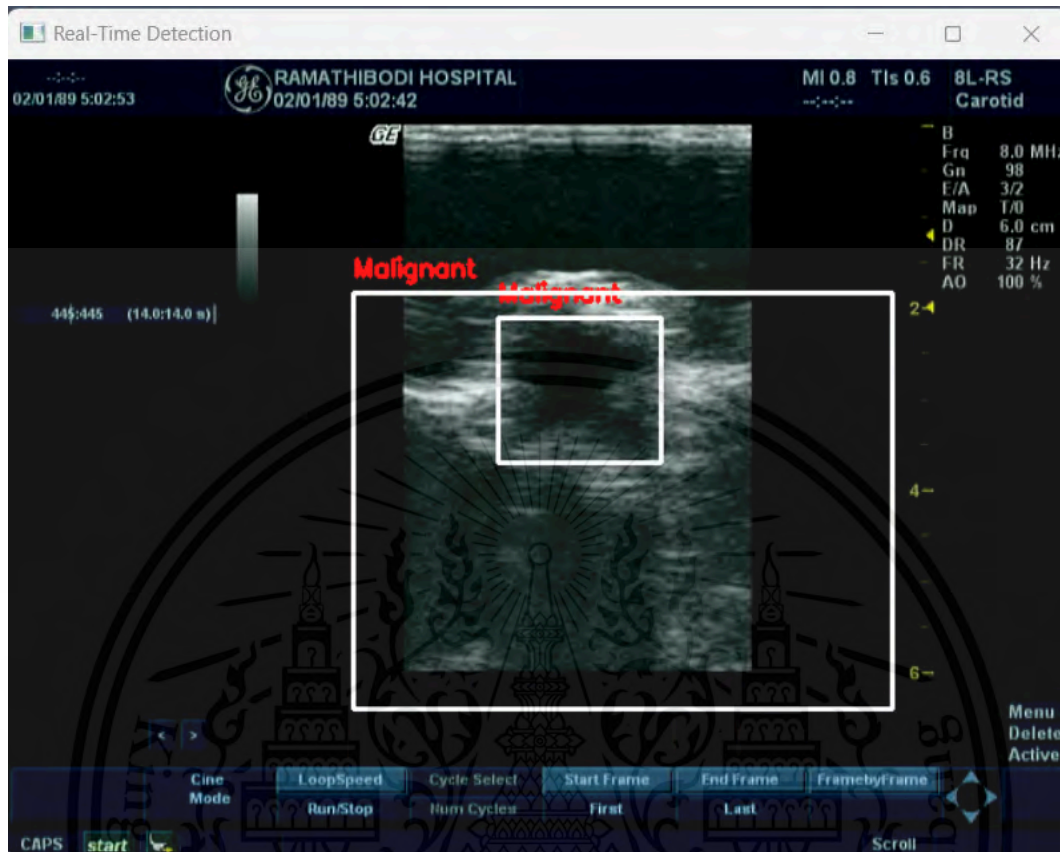 Real-Time Detection
--:--:--
02/01/89 5:02:53
GE
RAMATHIBODI HOSPITAL
02/01/89 5:02:42
MI 0.8 TIs 0.6 8L-RS
--:--:-- Carotid
GE
B
Frq 8.0 MHz
Gn 98
E/A 3/2
Map T/0
D 6.0 cm
DR 87
FR 32 Hz
AO 100 %
Malignant
Malignant
445:445 (14.0:14.0 s)
2
4
6
Menu
Delete
Active
< >
Cine Mode
LoopSpeed Cycle Select Start Frame End Frame FramebyFrame
Run/Stop Num Cycles First Last
CAPS start Scroll
King